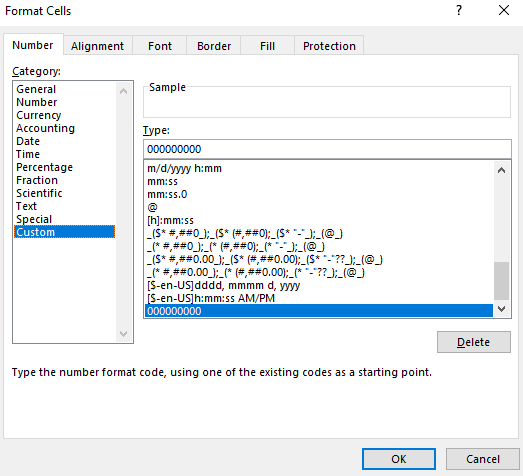 Format Cells
? ×
Number Alignment Font Border Fill Protection
Category:
General
Number
Currency
Accounting
Date
Time
Percentage
Fraction
Scientific
Text
Special
Custom
Sample
Type:
000000000
m/d/yyyy h:mm
mm:ss
mm:ss.0
@
[h]:mm:ss
_($* #,##0_);_($* (#,##0);_($* "-"_);_(@_)
_(* #,##0_);_(* (#,##0);_(* "-"_);_(@_)
_($* #,##0.00_);_($* (#,##0.00);_($* "-"??_);_(@_)
_(* #,##0.00_);_(* (#,##0.00);_(* "-"??_);_(@_)
[$-en-US]dddd, mmmm d, yyyy
[$-en-US]h:mm:ss AM/PM
000000000
Delete
Type the number format code, using one of the existing codes as a starting point.
OK Cancel